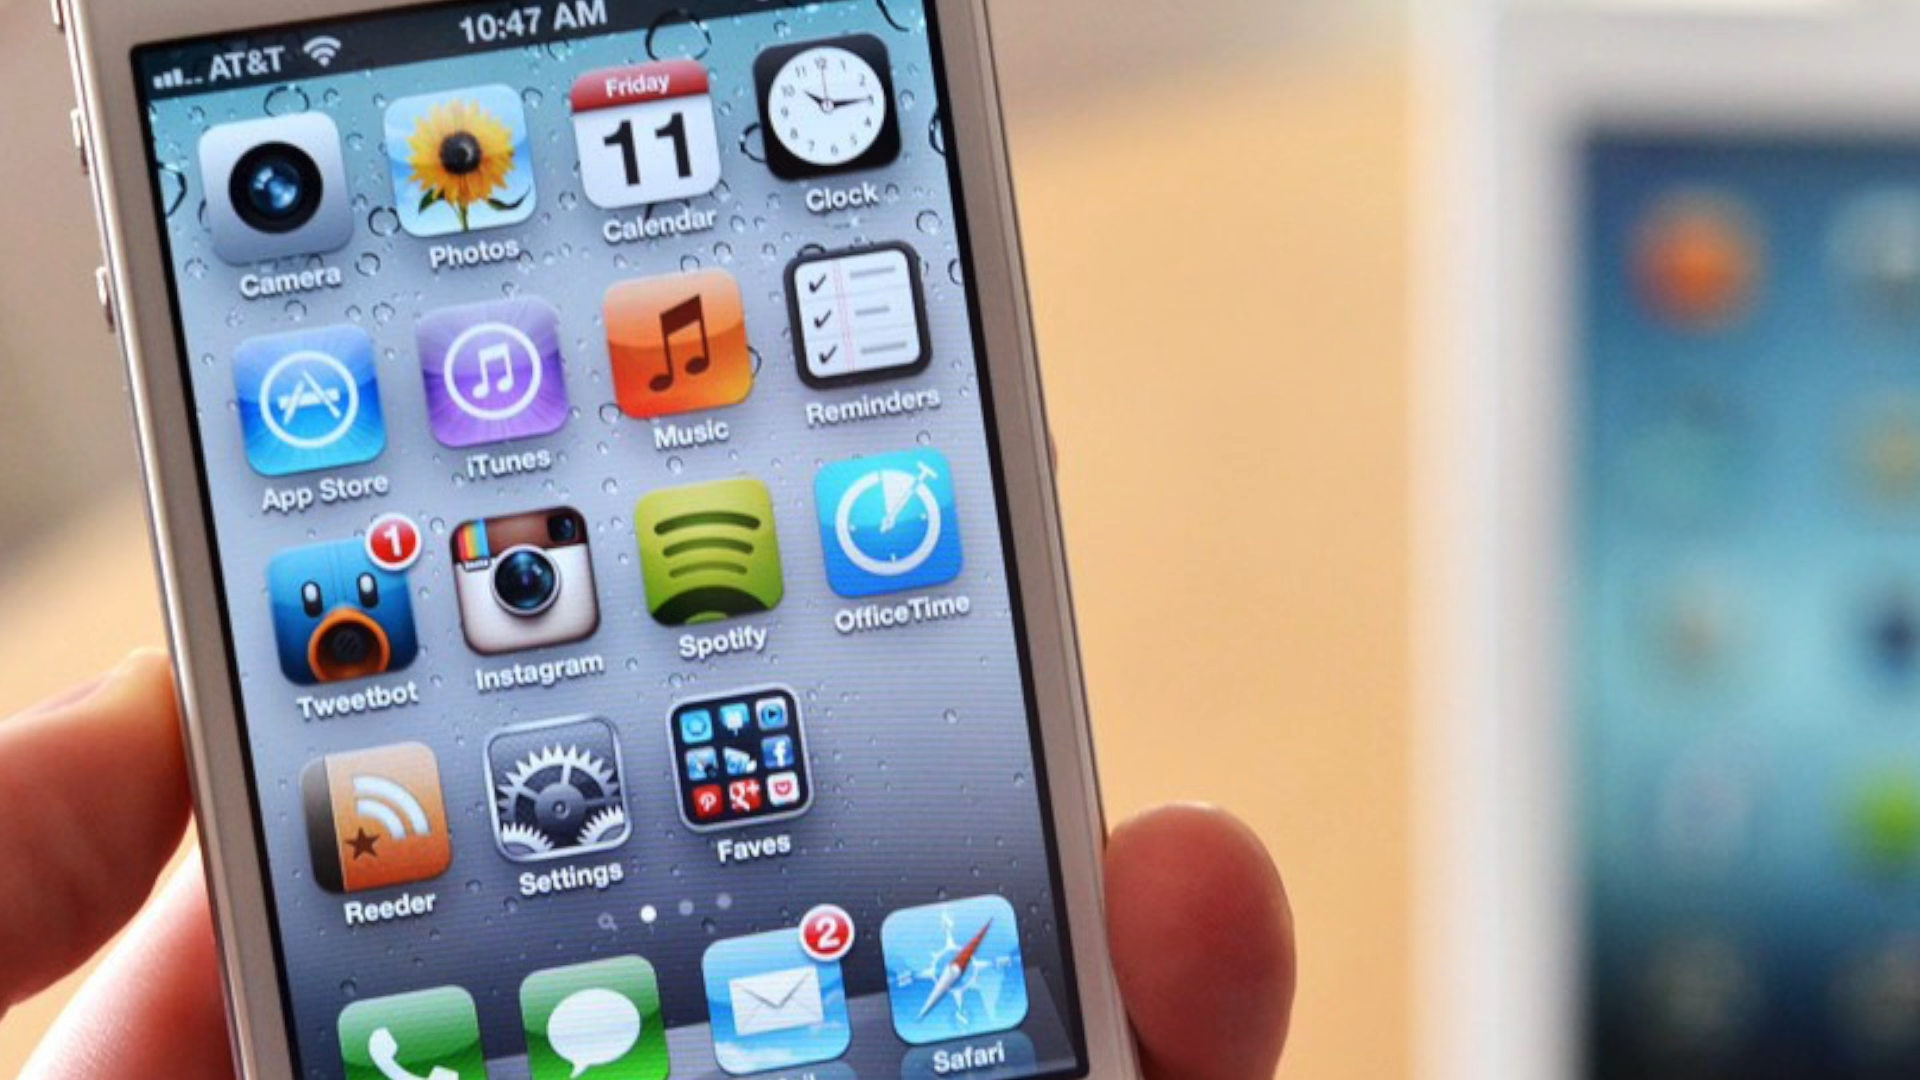 AT&T 10:47 AM
Friday
11
Camera Photos Calendar Clock
App Store iTunes Music Reminders
1
Tweetbot Instagram Spotify OfficeTime
Reeder Settings Faves
2
Safari